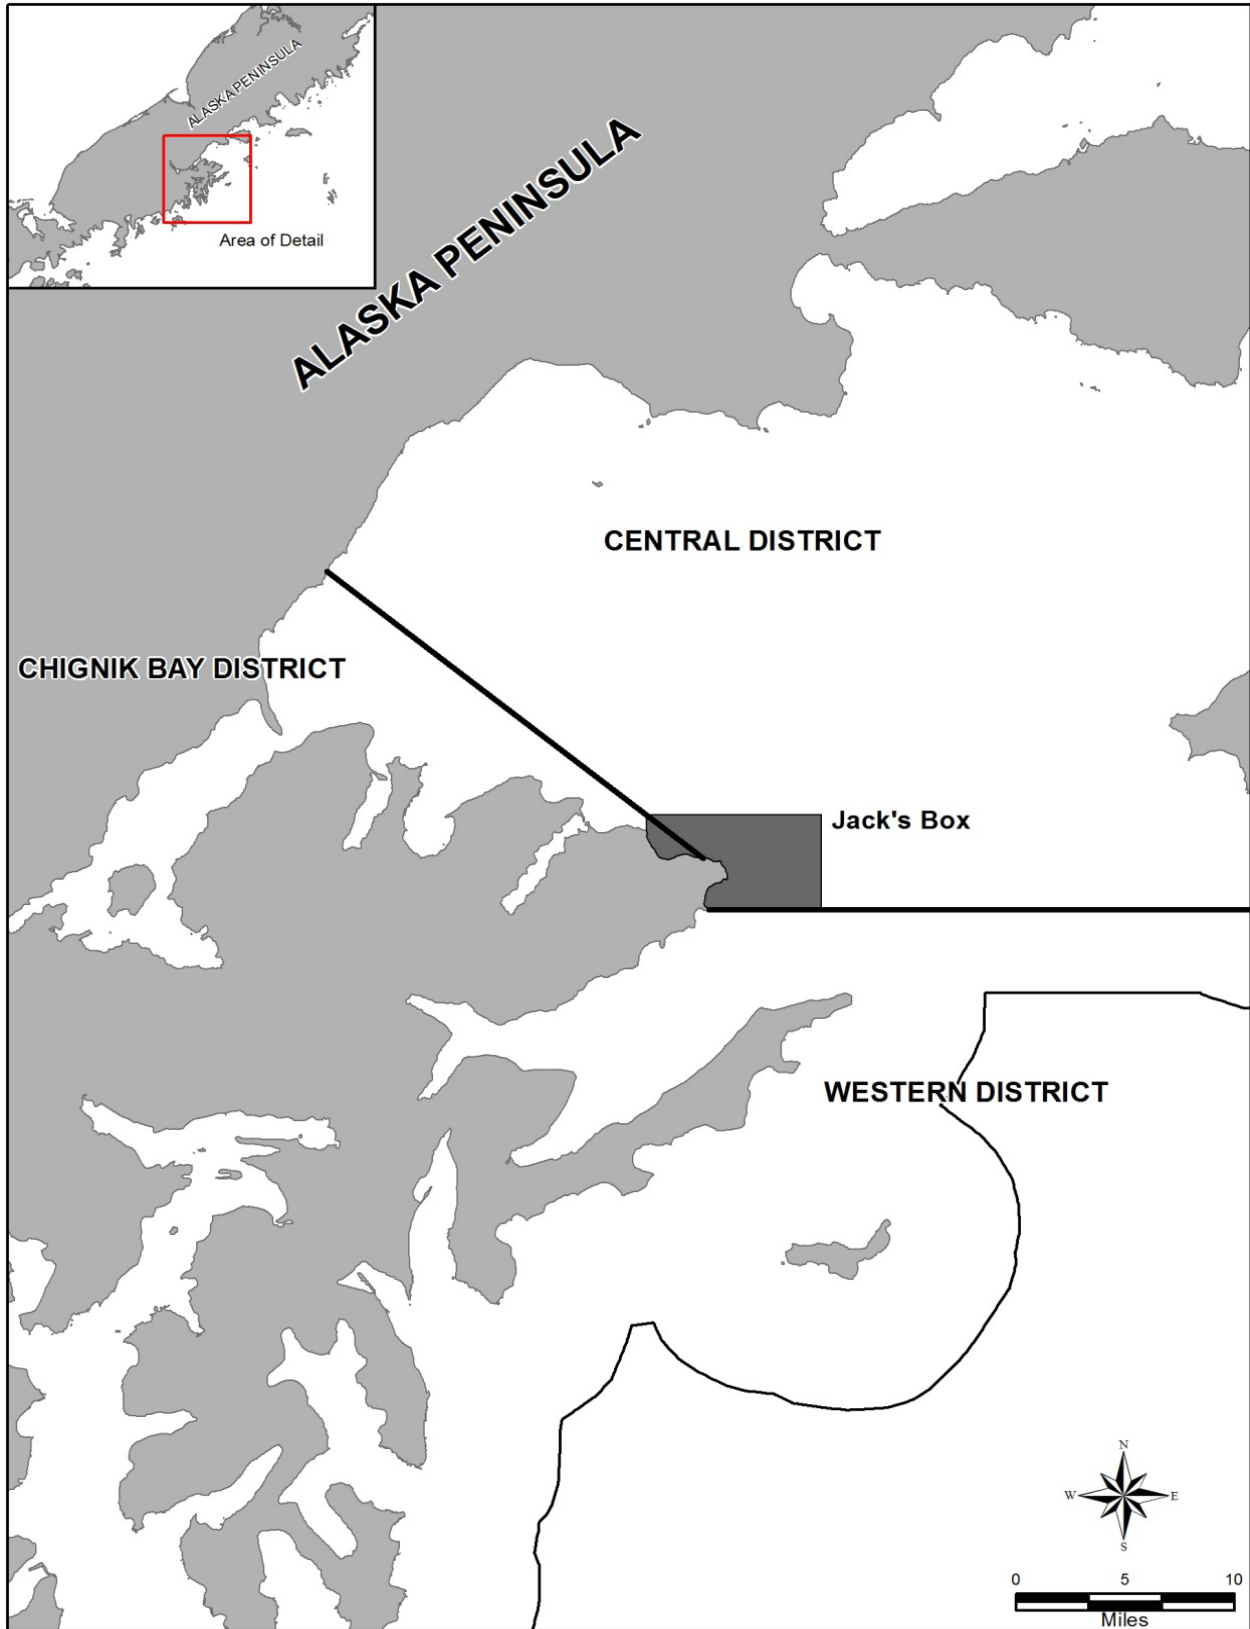 ALASKA PENINSULA
Area of Detail
ALASKA PENINSULA
CENTRAL DISTRICT
CHIGNIK BAY DISTRICT
Jack's Box
WESTERN DISTRICT
N
W E
S
0 5 10
Miles